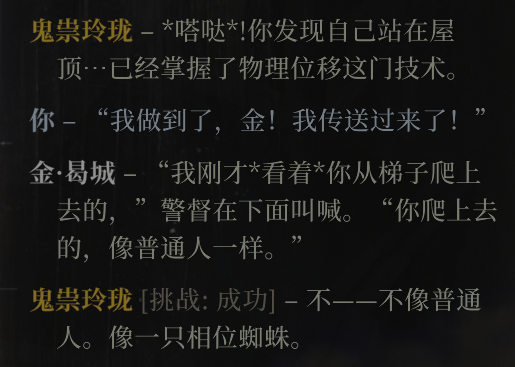 鬼祟玲珑 – *嗒哒*!你发现自己站在屋
顶…已经掌握了物理位移这门技术。
你 – “我做到了，金！我传送过来了！”
金·曷城 – “我刚才*看着*你从梯子爬上
去的，”警督在下面叫喊。“你爬上去
的，像普通人一样。”
鬼祟玲珑 [挑战: 成功] – 不——不像普通
人。像一只相位蜘蛛。